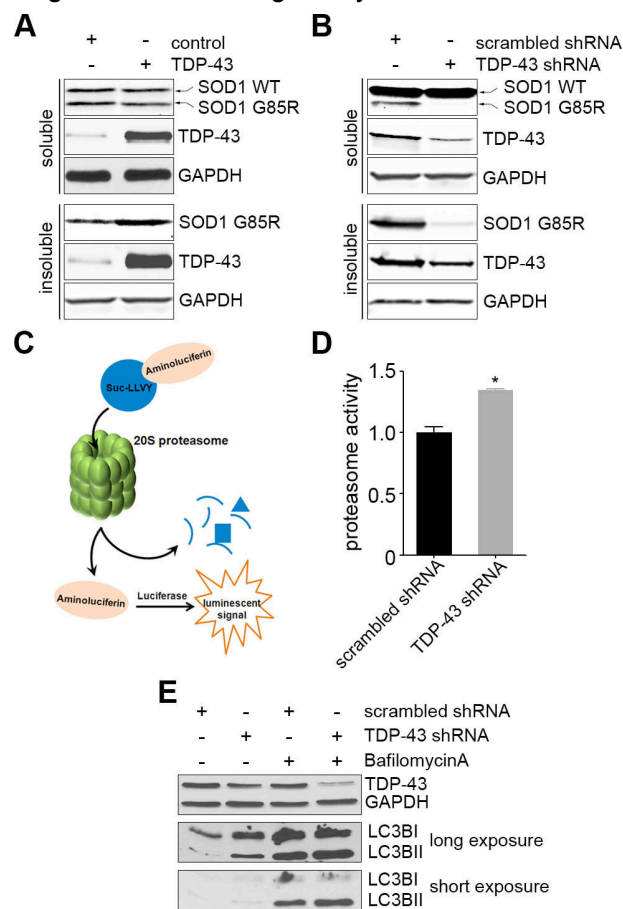 A
+ - control
- + TDP-43
soluble
SOD1 WT
SOD1 G85R
TDP-43
GAPDH
insoluble
SOD1 G85R
TDP-43
GAPDH
B
+ - scrambled shRNA
- + TDP-43 shRNA
soluble
SOD1 WT
SOD1 G85R
TDP-43
GAPDH
insoluble
SOD1 G85R
TDP-43
GAPDH
C
Aminoluciferin
Suc-LLVY
20S proteasome
Aminoluciferin
Luciferase
luminescent
signal
D
proteasome activity
1.5
1.0
0.5
0
*
scrambled shRNA
TDP-43 shRNA
E
+ - + - scrambled shRNA
- + - + TDP-43 shRNA
- - + + BafilomycinA
TDP-43
GAPDH
LC3BI
LC3BII
long exposure
LC3BI
LC3BII
short exposure